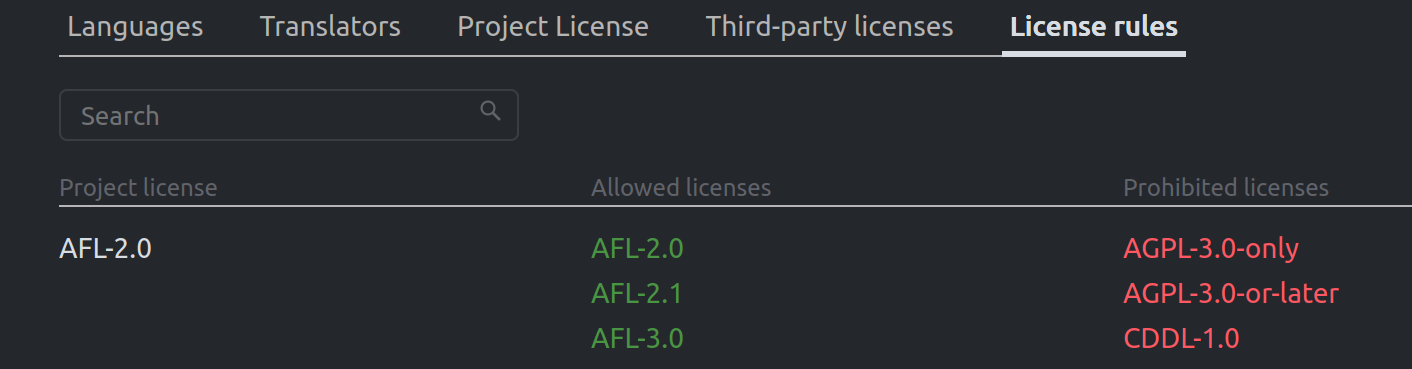 Languages Translators Project License Third-party licenses License rules
Search
Project license Allowed licenses Prohibited licenses
AFL-2.0 AFL-2.0 AGPL-3.0-only
AFL-2.1 AGPL-3.0-or-later
AFL-3.0 CDDL-1.0